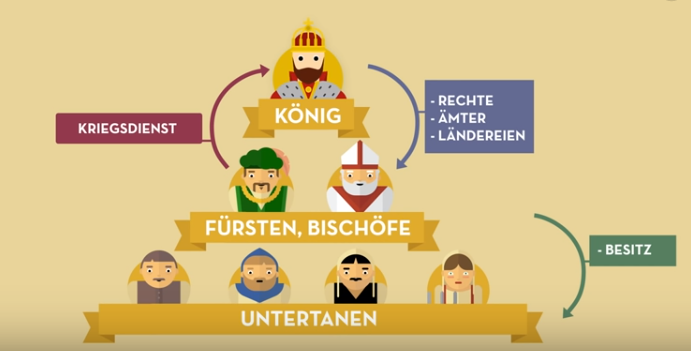 KÖNIG
KRIEGSDIENST
- RECHTE
- ÄMTER
- LÄNDEREIEN
FÜRSTEN, BISCHÖFE
- BESITZ
UNTERTANEN